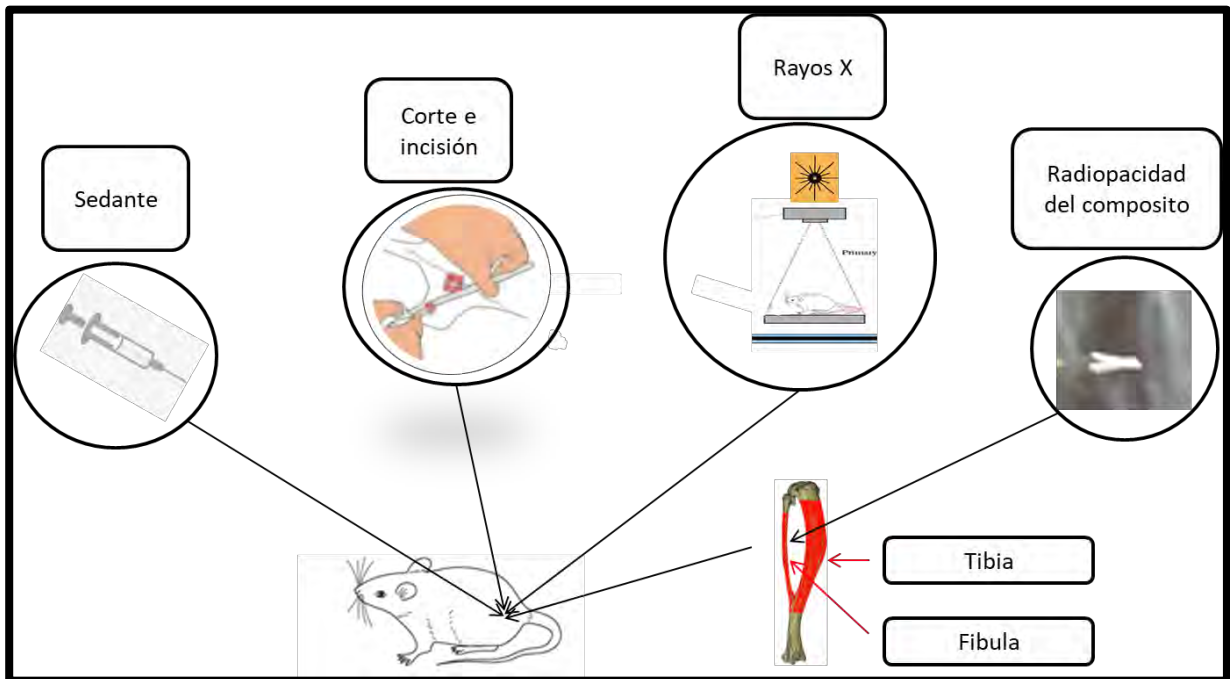 Sedante
Corte e
incisión
Rayos X
Primary
Radiopacidad
del composito
Tibia
Fibula